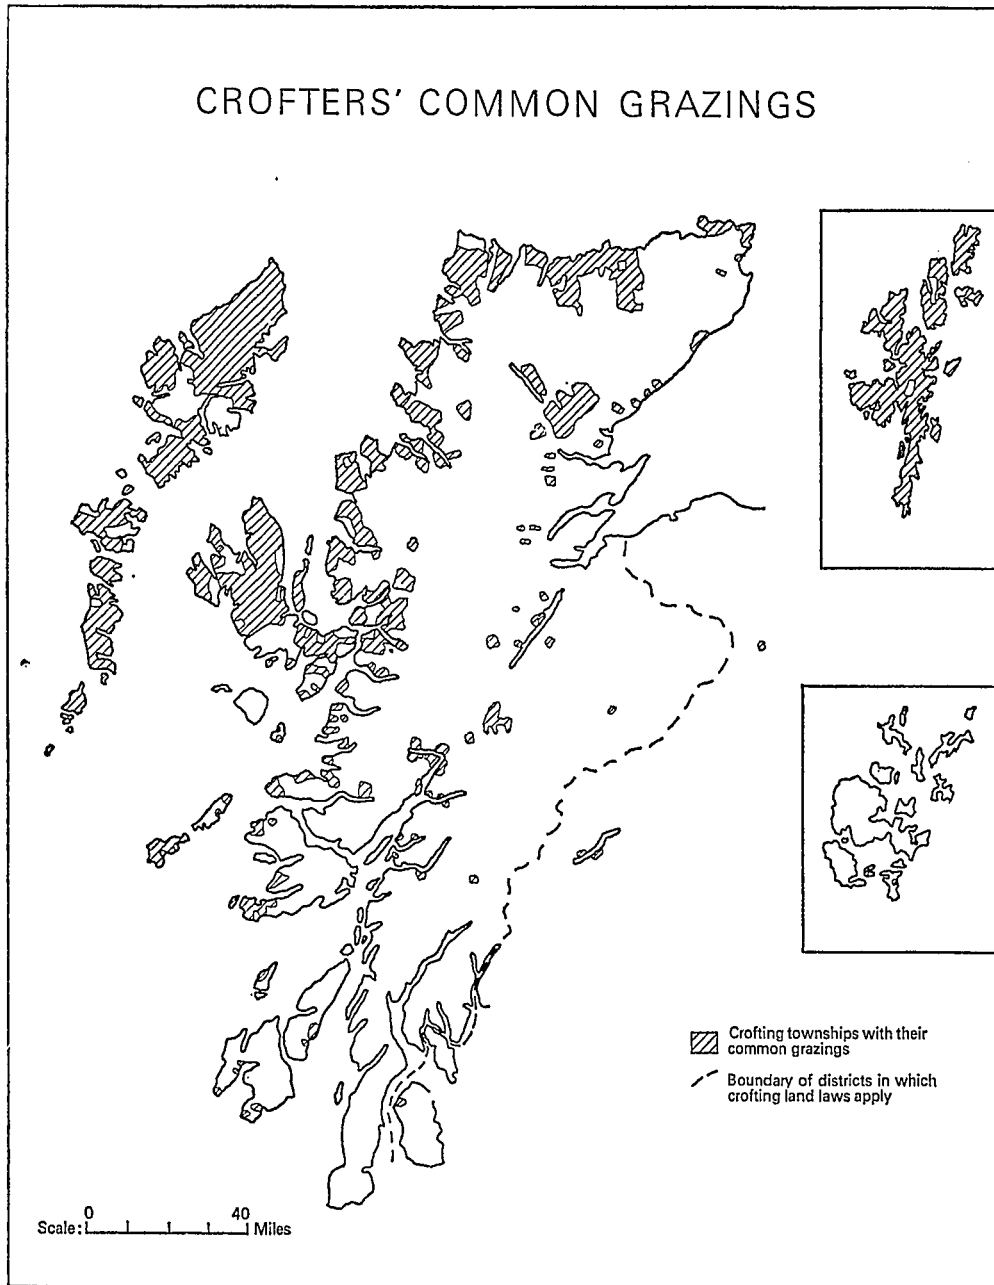 CROFTERS' COMMON GRAZINGS
Crofting townships with their
common grazings
Boundary of districts in which
crofting land laws apply
0 40
Scale: Miles